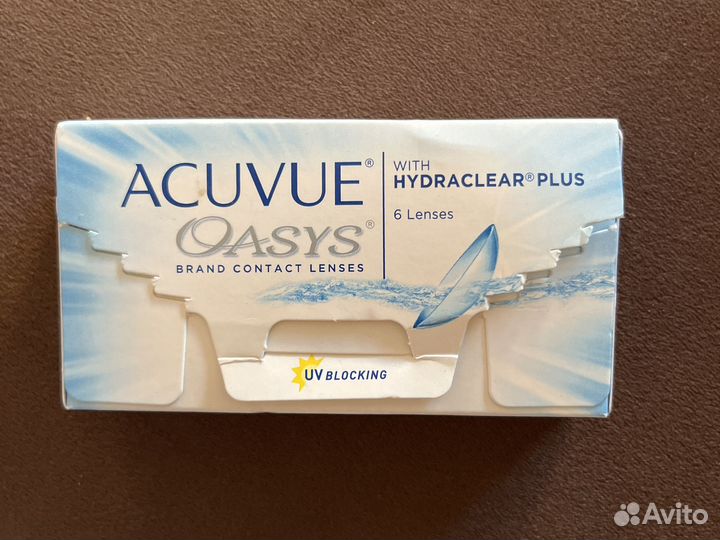 ACUVUE®
OASYS®
BRAND CONTACT LENSES
WITH
HYDRACLEAR® PLUS
6 Lenses
UV BLOCKING
Avito